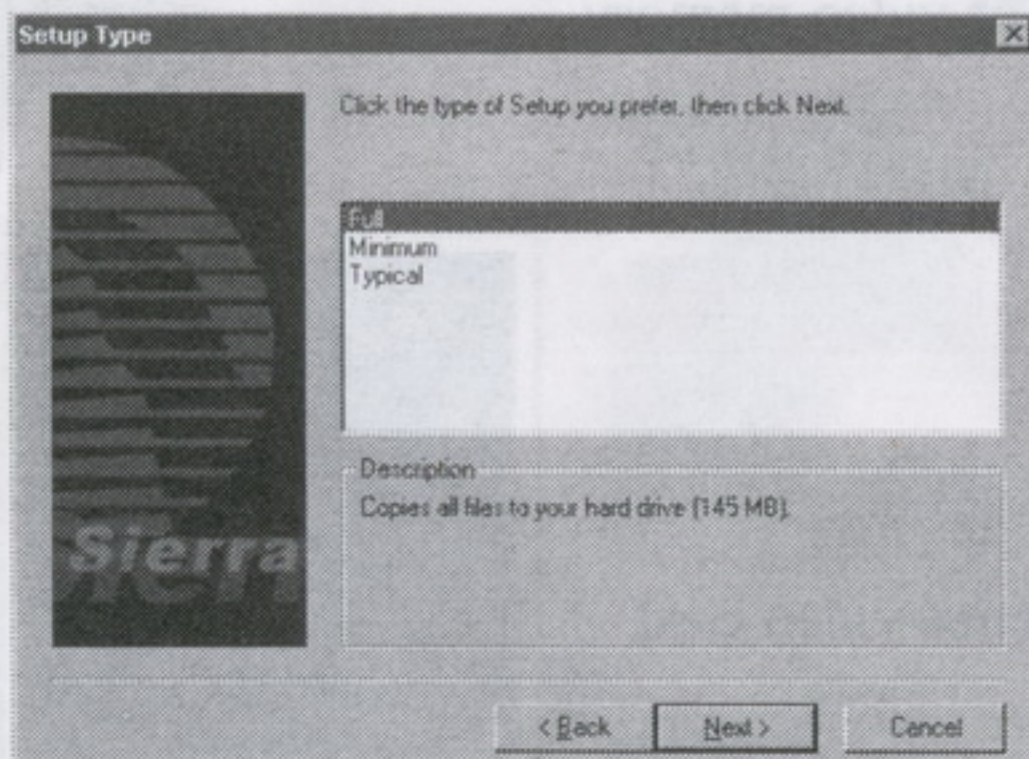 Setup Type
Click the type of Setup you prefer, then click Next.
Full
Minimum
Typical
Description
Copies all files to your hard drive (145 MB).
Sierra
< Back
Next >
Cancel